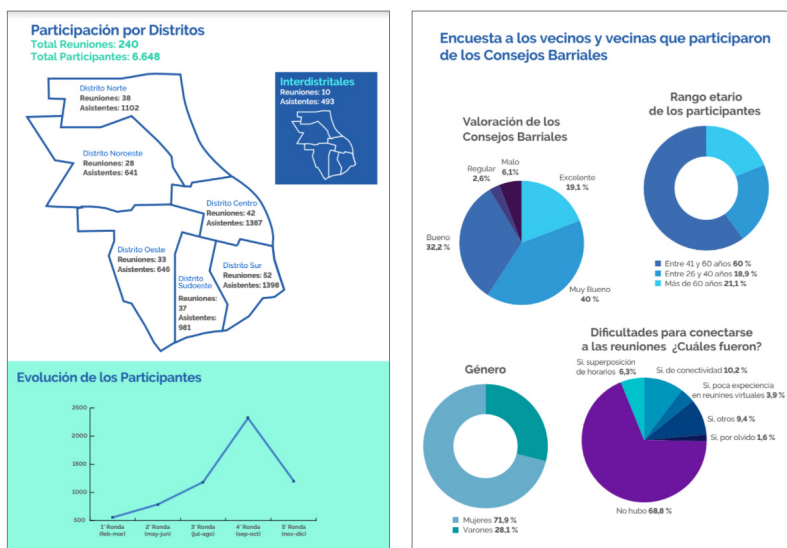 Participación por Distritos
Total Reuniones: 240
Total Participantes: 6.648
Distrito Norte
Reuniones: 38
Asistentes: 1102
Interdistritales
Reuniones: 10
Asistentes: 493
Distrito Noroeste
Reuniones: 28
Asistentes: 641
Distrito Centro
Reuniones: 42
Asistentes: 1387
Distrito Oeste
Reuniones: 33
Asistentes: 646
Distrito
Sudoeste
Reuniones:
37
Asistentes:
981
Distrito Sur
Reuniones: 52
Asistentes: 1398
Evolución de los Participantes
2500
1500
1000
500
1° Ronda
(feb-mar)
2° Ronda
(may-jun)
3° Ronda
(jul-ago)
4° Ronda
(sep-oct)
5° Ronda
(nov-dic)
Encuesta a los vecinos y vecinas que participaron
de los Consejos Barriales
Valoración de los
Consejos Barriales
Malo
6,1%
Regular
2,6%
Excelente
19,1 %
Bueno
32,2 %
Muy Bueno
40 %
Rango etario
de los participantes
Entre 41 y 60 años 60 %
Entre 26 y 40 años 18,9 %
Más de 60 años 21,1 %
Género
Mujeres 71,9 %
Varones 28,1 %
Dificultades para conectarse
a las reuniones ¿Cuáles fueron?
Si, superposición
de horarios 6,3%
Si, de conectividad 10,2 %
Si, poca expeciencia
en reunines virtuales 3,9 %
Si, otros 9,4 %
Si, por olvido 1,6 %
No hubo 68,8 %